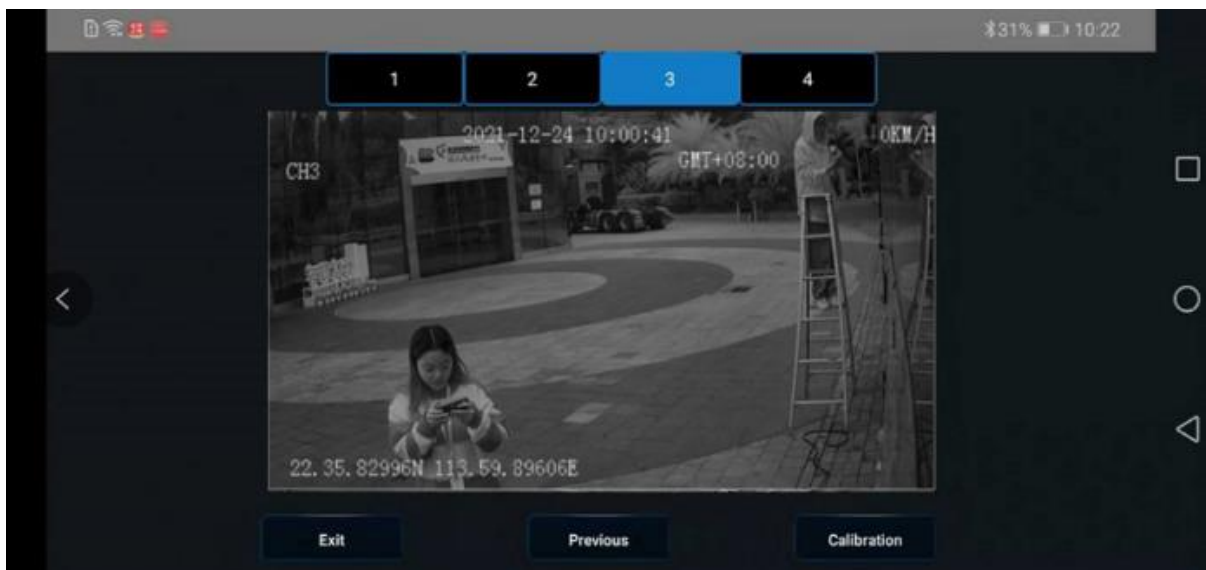 31% 10:22
1 2 3 4
2021-12-24 10:00:41 0KM/H
GMT+08:00
CH3
22.35.82996N 113.59.89606E
Exit Previous Calibration